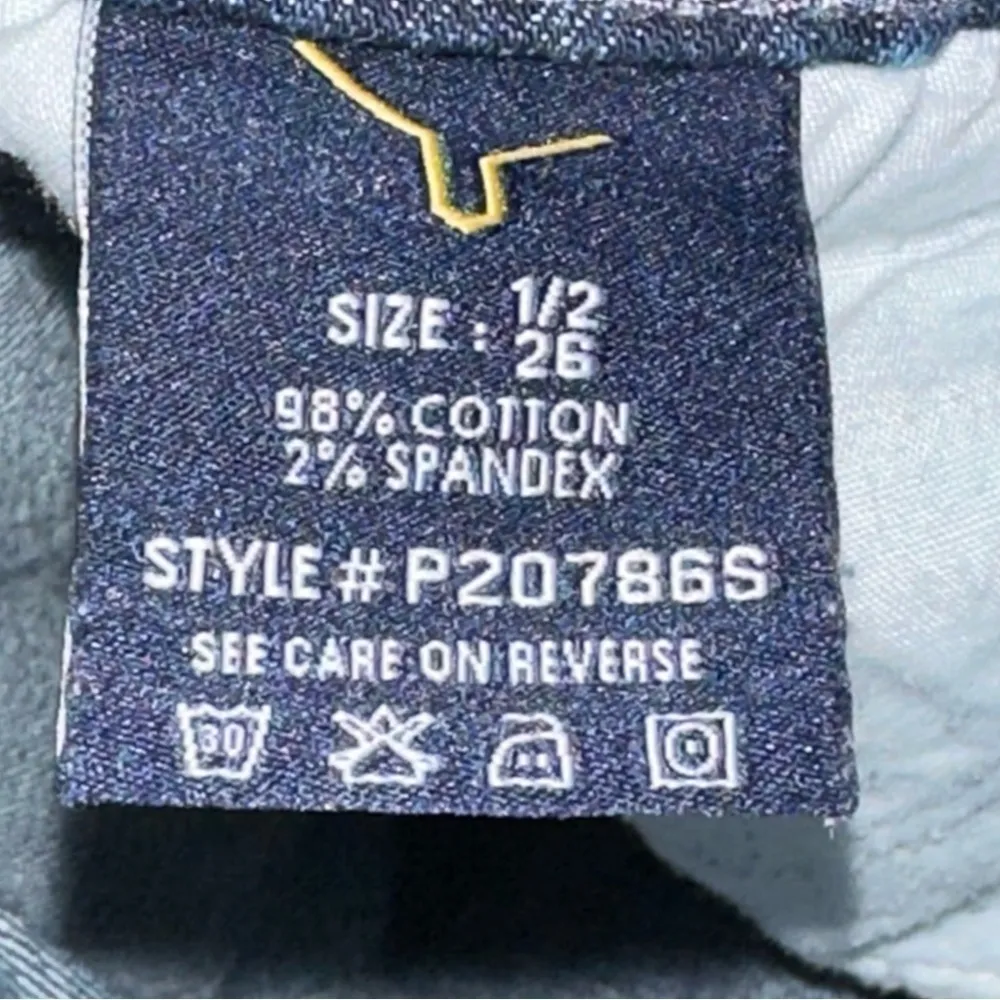 SIZE : 1/2
26
98% COTTON
2% SPANDEX
STYLE # P20786S
SEE CARE ON REVERSE
30